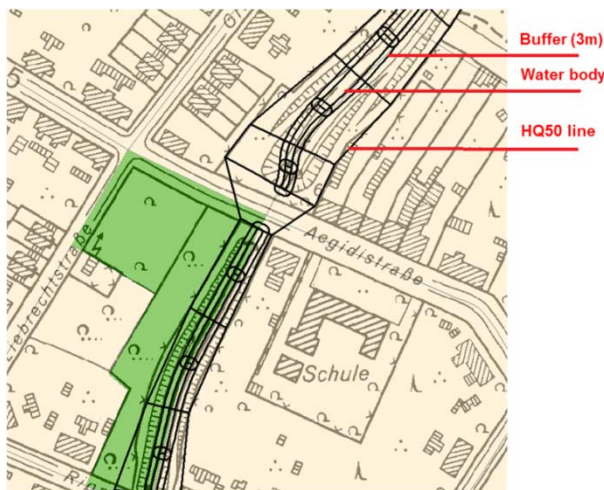 Buffer (3m)
Water body
HQ50 line
Aegidistraße
Schule